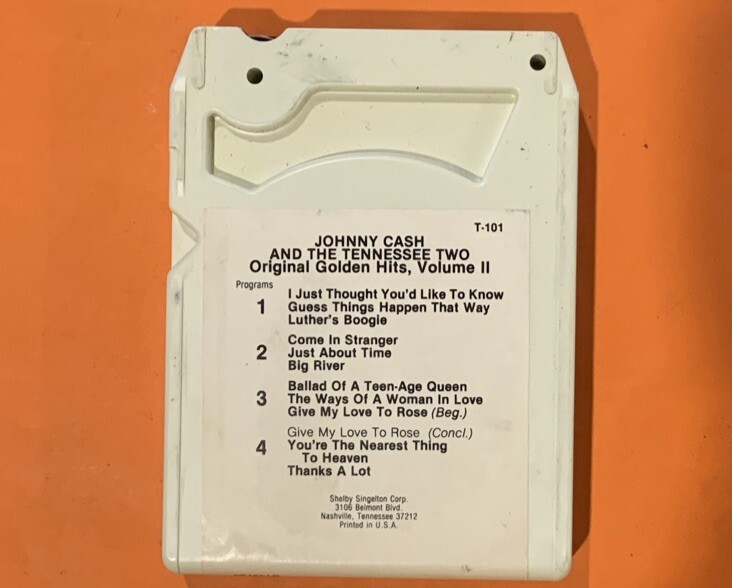 T-101
JOHNNY CASH
AND THE TENNESSEE TWO
Original Golden Hits, Volume II
Programs
1 I Just Thought You'd Like To Know
Guess Things Happen That Way
Luther's Boogie
2 Come In Stranger
Just About Time
Big River
3 Ballad Of A Teen-Age Queen
The Ways Of A Woman In Love
Give My Love To Rose (Beg.)
4 Give My Love To Rose (Concl.)
You're The Nearest Thing
To Heaven
Thanks A Lot
Shelby Singelton Corp.
3106 Belmont Blvd.
Nashville, Tennessee 37212
Printed in U.S.A.